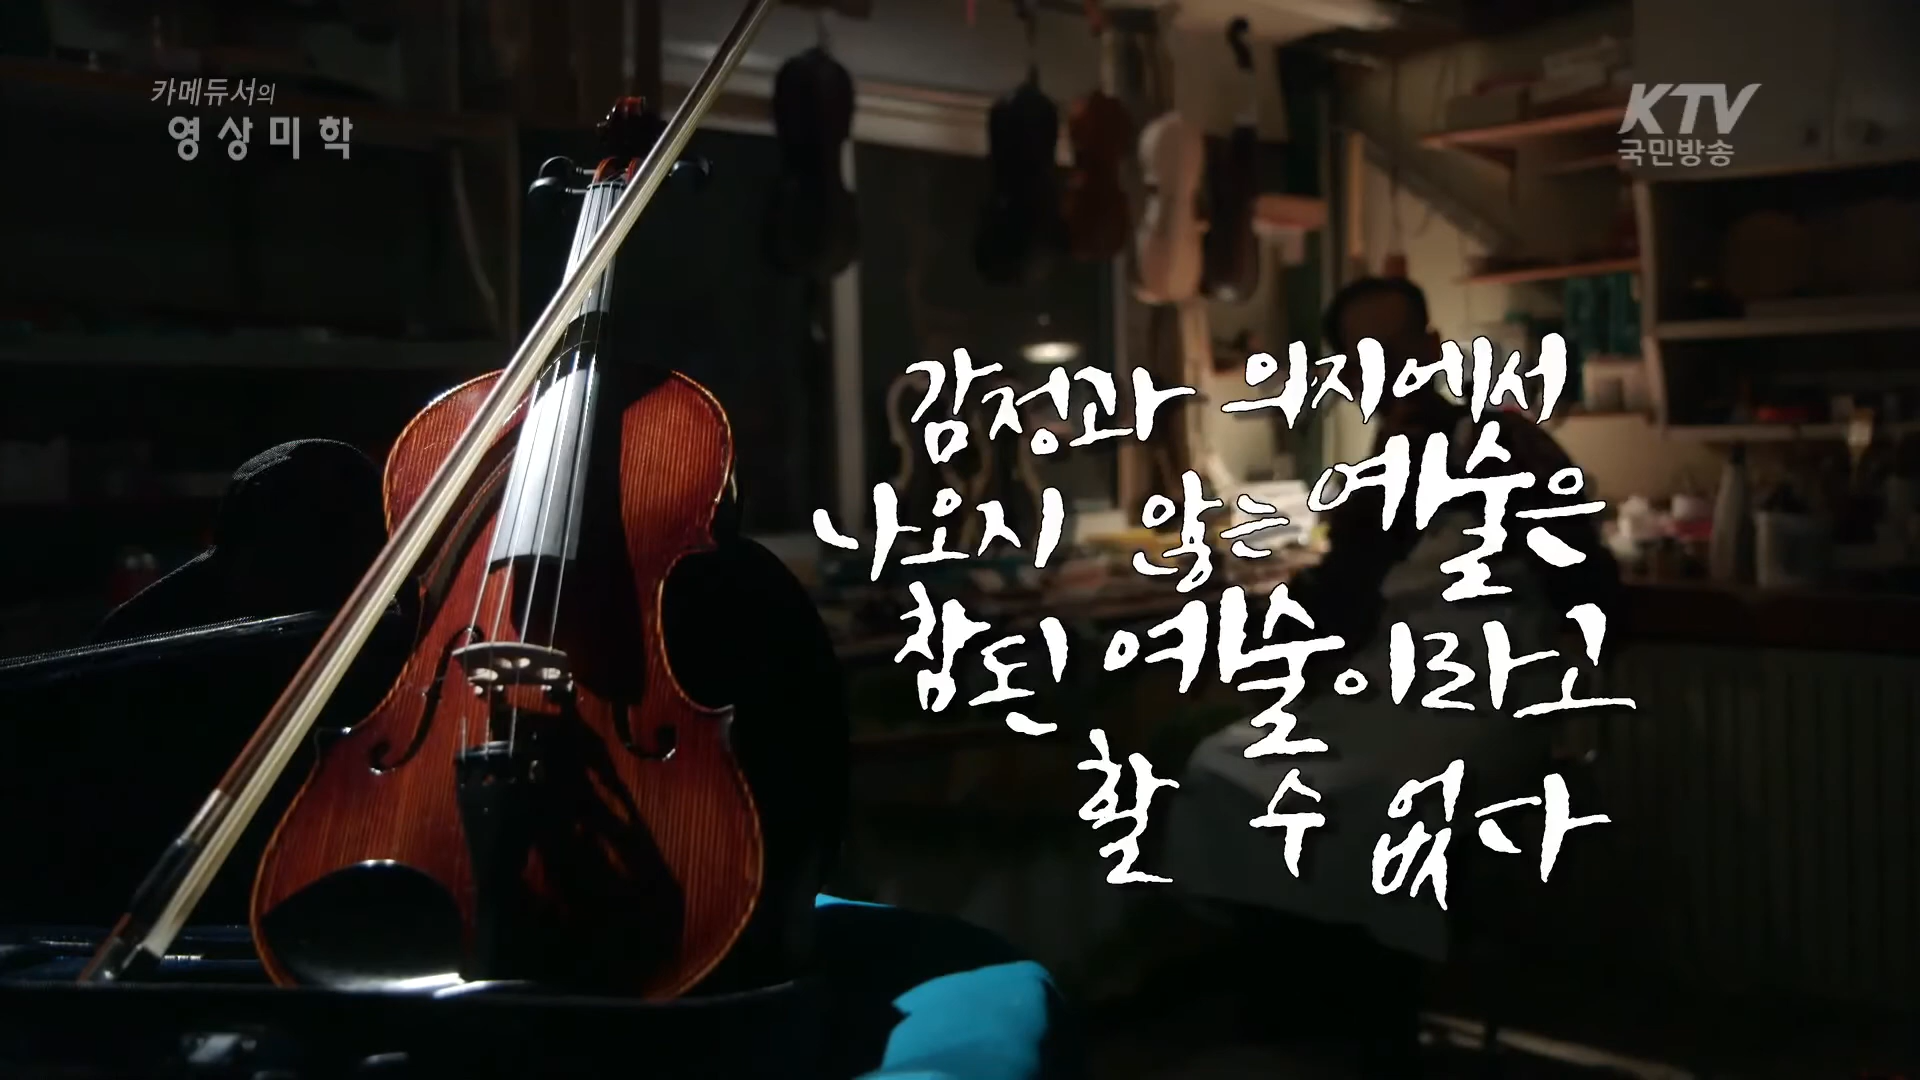 카메듀서의
영상미학
KTV
국민방송
감정과 의지에서
나오지 않는 예술은
참된 예술이라고
할 수 없다